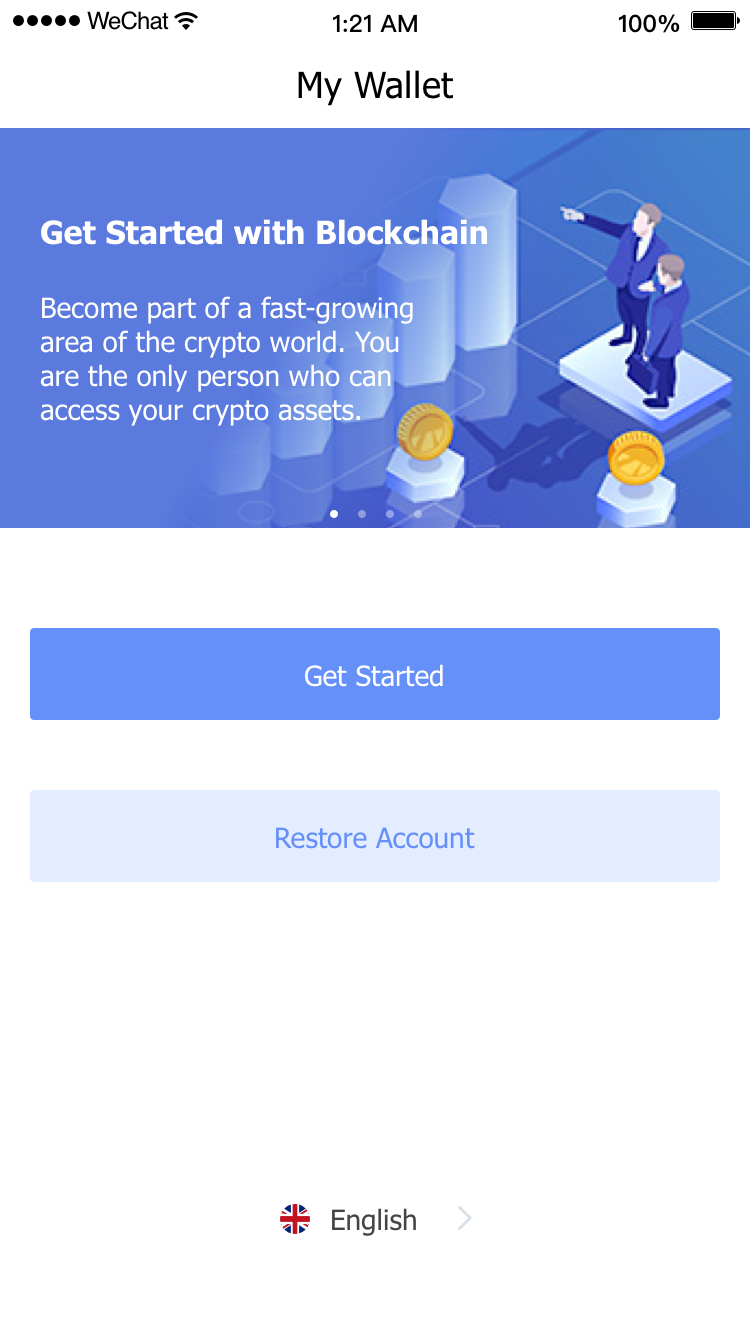 WeChat 1:21 AM 100%
My Wallet
Get Started with Blockchain
Become part of a fast-growing
area of the crypto world. You
are the only person who can
access your crypto assets.
Get Started
Restore Account
English